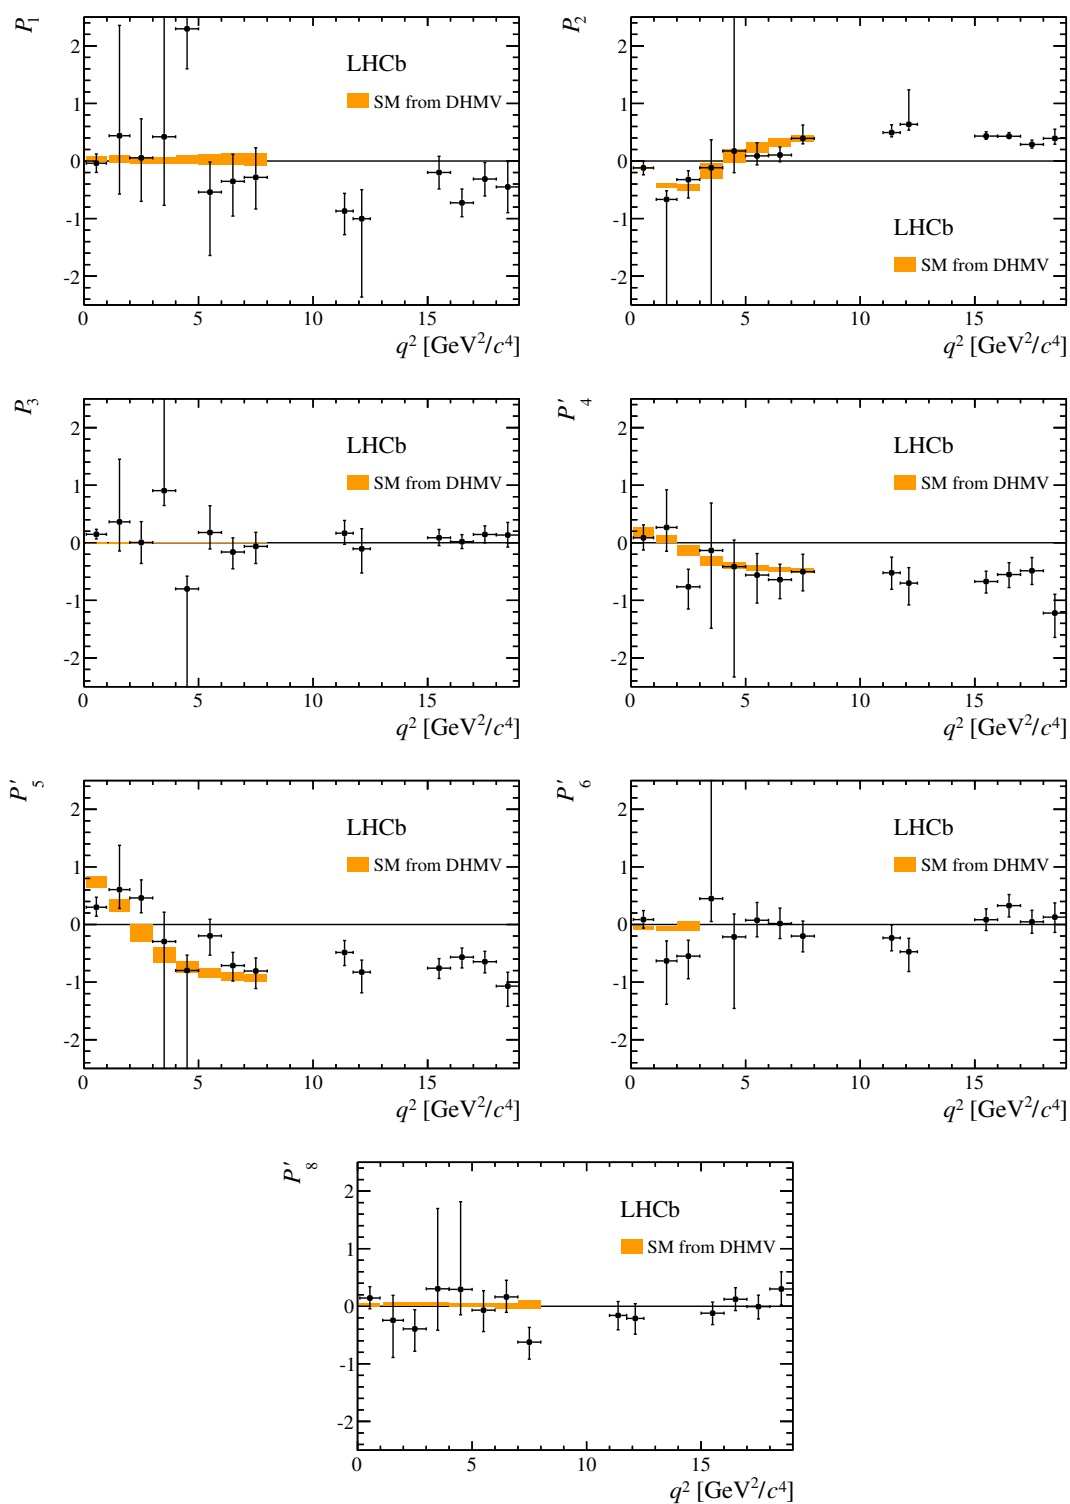 P₁
2
1
0
-1
-2
LHCb
SM from DHMV
0 5 10 15
q² [GeV²/c⁴]
P₂
2
1
0
-1
-2
LHCb
SM from DHMV
0 5 10 15
q² [GeV²/c⁴]
P₃
2
1
0
-1
-2
LHCb
SM from DHMV
0 5 10 15
q² [GeV²/c⁴]
P′₄
2
1
0
-1
-2
LHCb
SM from DHMV
0 5 10 15
q² [GeV²/c⁴]
P′₅
2
1
0
-1
-2
LHCb
SM from DHMV
0 5 10 15
q² [GeV²/c⁴]
P′₆
2
1
0
-1
-2
LHCb
SM from DHMV
0 5 10 15
q² [GeV²/c⁴]
P′₈
2
1
0
-1
-2
LHCb
SM from DHMV
0 5 10 15
q² [GeV²/c⁴]